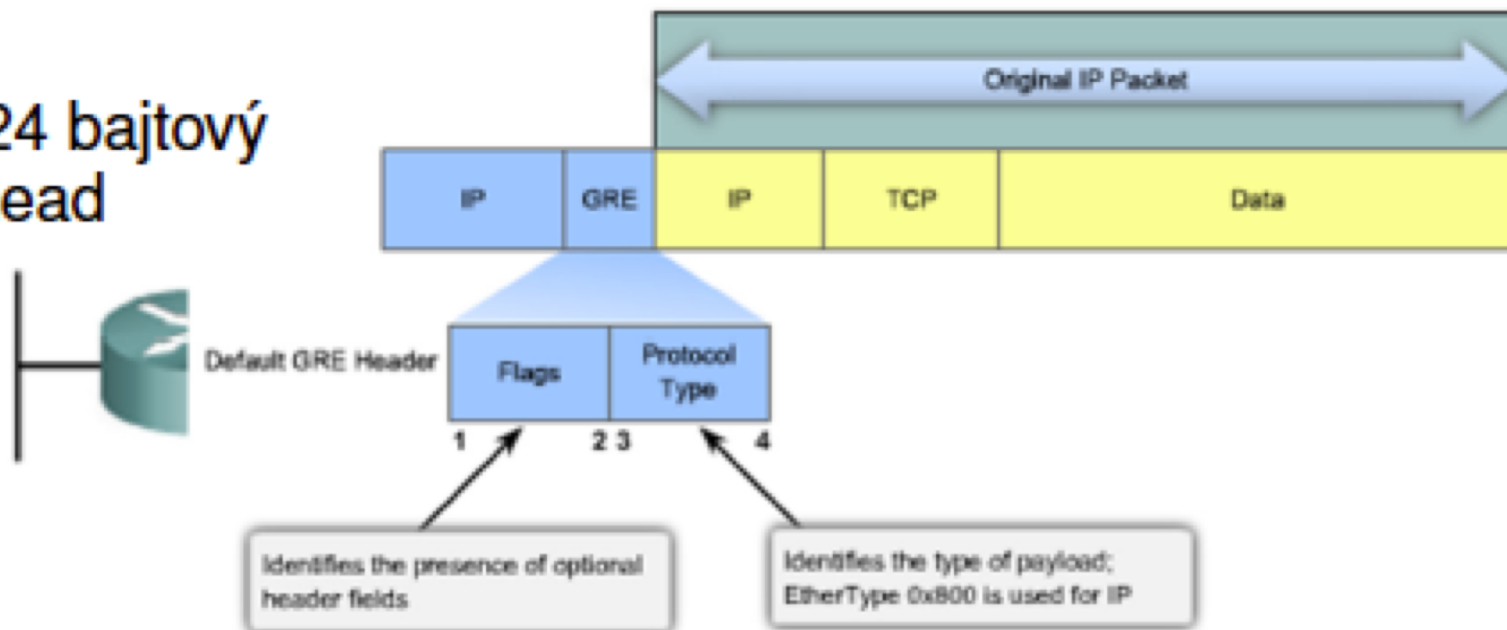 24 bajtový
ead
Original IP Packet
IP
GRE
IP
TCP
Data
Default GRE Header
Flags
Protocol
Type
1
2 3
4
Identifies the presence of optional
header fields
Identifies the type of payload;
EtherType 0x800 is used for IP